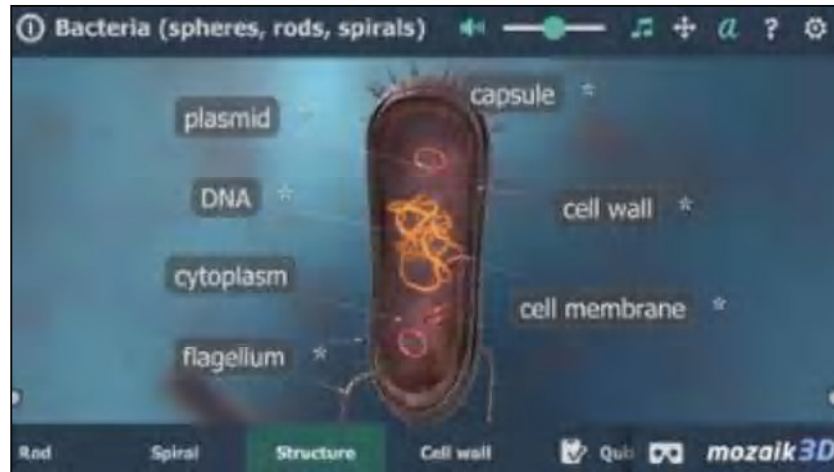 Bacteria (spheres, rods, spirals)
a ?
plasmid
capsule
DNA
cell wall
cytoplasm
cell membrane
flagellum
Rod
Spiral
Structure
Cell wall
mozaik3D